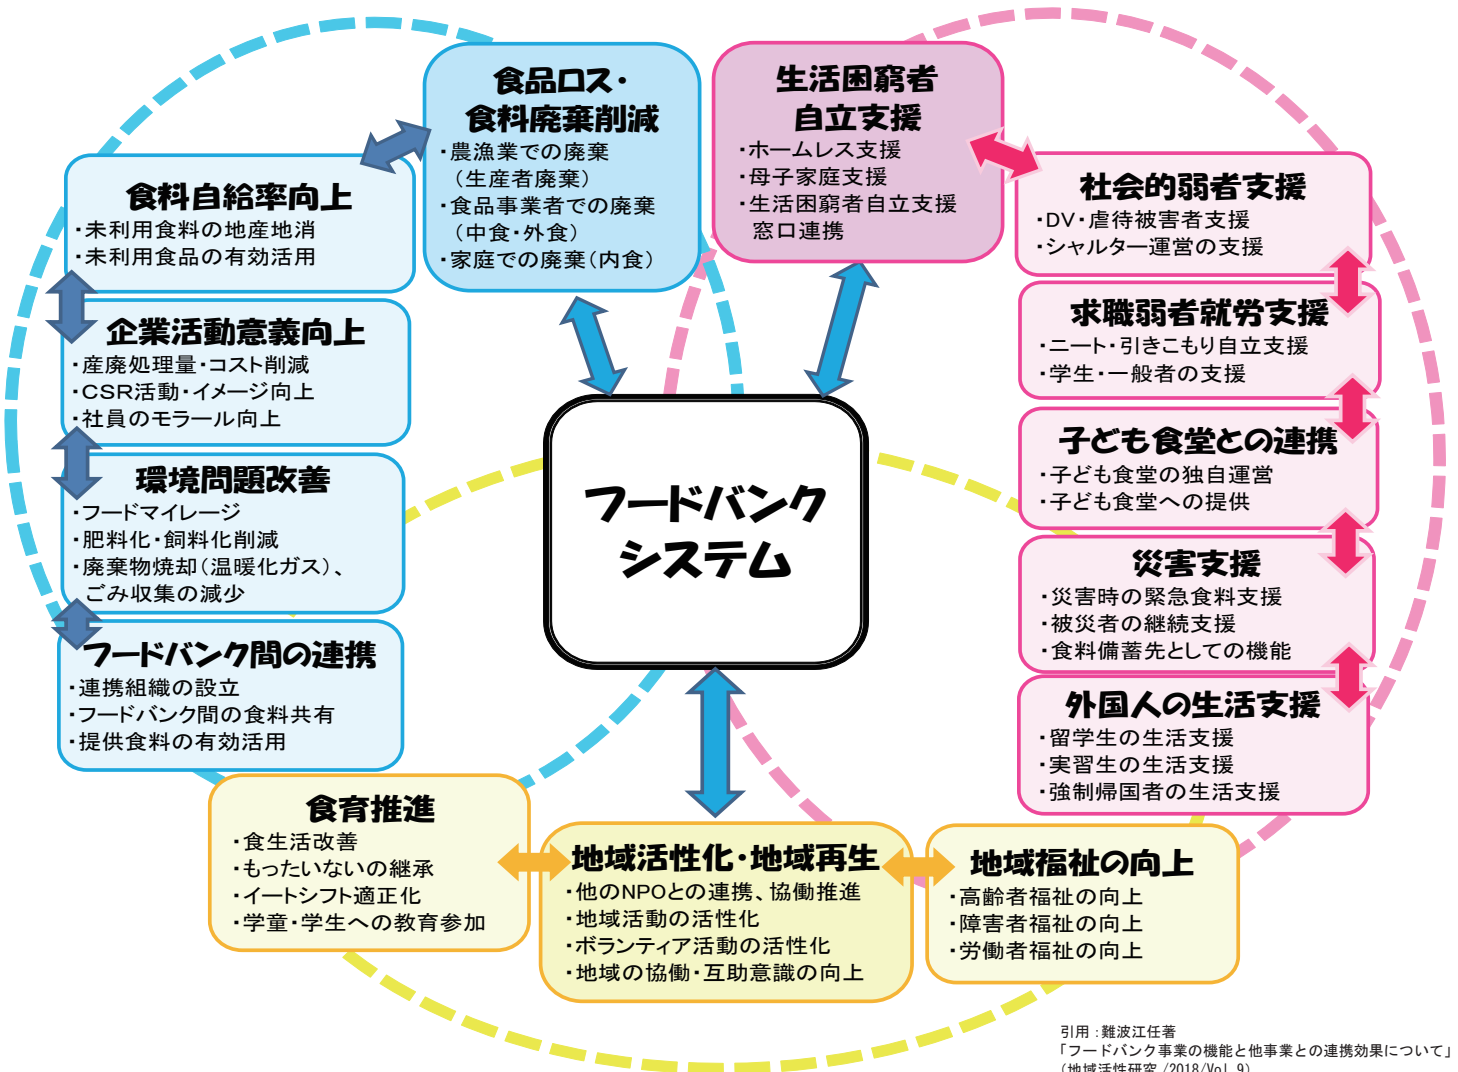 食品ロス・
食料廃棄削減
・農漁業での廃棄
（生産者廃棄）
・食品事業者での廃棄
（中食・外食）
・家庭での廃棄（内食）
生活困窮者
自立支援
・ホームレス支援
・母子家庭支援
・生活困窮者自立支援
窓口連携
食料自給率向上
・未利用食料の地産地消
・未利用食品の有効活用
企業活動意義向上
・産廃処理量・コスト削減
・CSR活動・イメージ向上
・社員のモラール向上
環境問題改善
・フードマイレージ
・肥料化・飼料化削減
・廃棄物焼却（温暖化ガス）、
ごみ収集の減少
フードバンク間の連携
・連携組織の設立
・フードバンク間の食料共有
・提供食料の有効活用
フードバンク
システム
社会的弱者支援
・DV・虐待被害者支援
・シャルター運営の支援
求職弱者就労支援
・ニート・引きこもり自立支援
・学生・一般者の支援
子ども食堂との連携
・子ども食堂の独自運営
・子ども食堂への提供
災害支援
・災害時の緊急食料支援
・被災者の継続支援
・食料備蓄先としての機能
外国人の生活支援
・留学生の生活支援
・実習生の生活支援
・強制帰国者の生活支援
食育推進
・食生活改善
・もったいないの継承
・イートシフト適正化
・学童・学生への教育参加
地域活性化・地域再生
・他のNPOとの連携、協働推進
・地域活動の活性化
・ボランティア活動の活性化
・地域の協働・互助意識の向上
地域福祉の向上
・高齢者福祉の向上
・障害者福祉の向上
・労働者福祉の向上
引用：難波江任著
「フードバンク事業の機能と他事業との連携効果について」
（地域活性研究 /2018/Vol. 9）